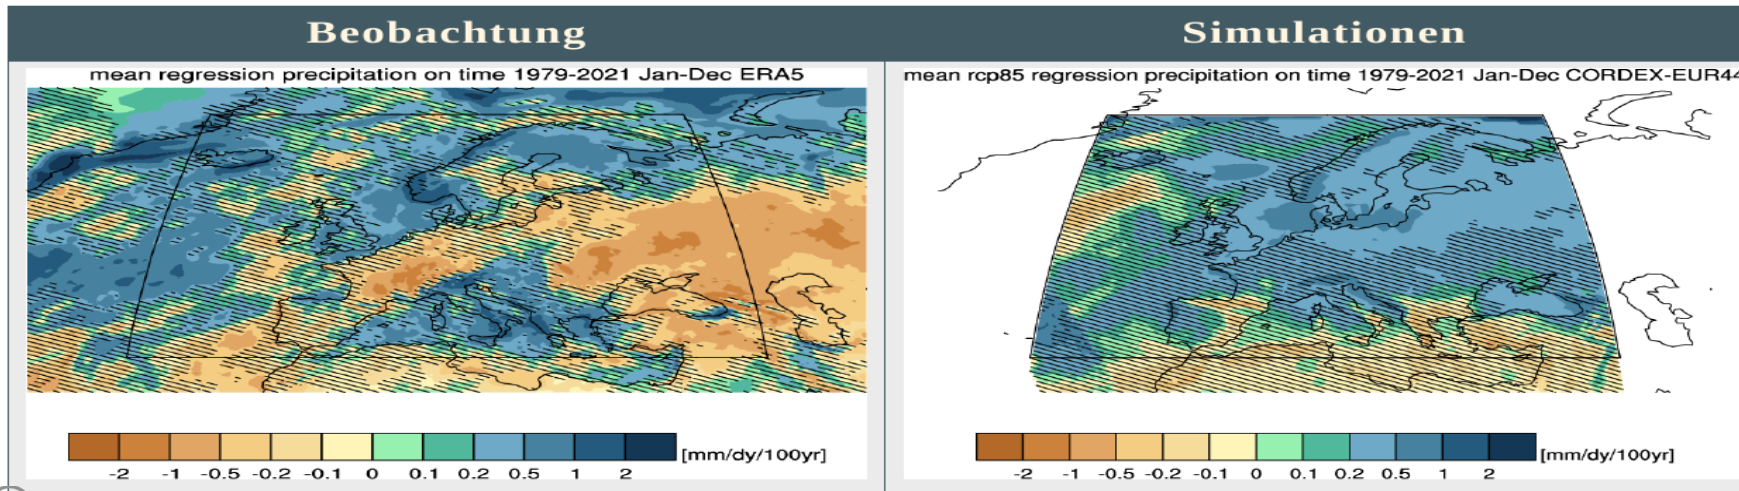 Beobachtung
Simulationen
mean regression precipitation on time 1979-2021 Jan-Dec ERA5
mean rcp85 regression precipitation on time 1979-2021 Jan-Dec CORDEX-EUR44
-2 -1 -0.5 -0.2 -0.1 0 0.1 0.2 0.5 1 2 [mm/dy/100yr]
-2 -1 -0.5 -0.2 -0.1 0 0.1 0.2 0.5 1 2 [mm/dy/100yr]